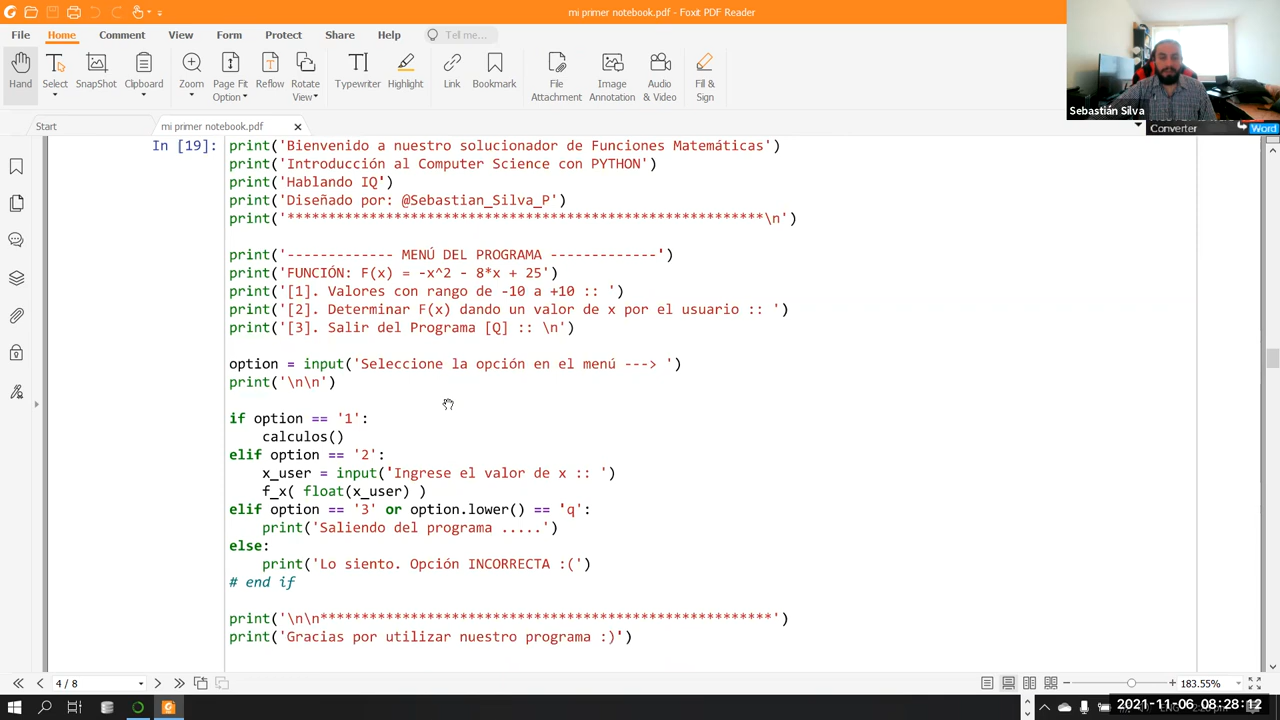 mi primer notebook.pdf - Foxit PDF Reader
File Home Comment View Form Protect Share Help Tell me...
Hand Select SnapShot Clipboard Zoom Page Fit Option Reflow Rotate View Typewriter Highlight Link Bookmark File Attachment Image Annotation Audio & Video Fill & Sign
Sebastián Silva
Converter Word
Start mi primer notebook.pdf
In [19]: print('Bienvenido a nuestro solucionador de Funciones Matemáticas')
print('Introducción al Computer Science con PYTHON')
print('Hablando IQ')
print('Diseñado por: @Sebastian_Silva_P')
print('**********************************************************\n')
print('------------- MENÚ DEL PROGRAMA -------------')
print('FUNCIÓN: F(x) = -x^2 - 8*x + 25')
print('[1]. Valores con rango de -10 a +10 :: ')
print('[2]. Determinar F(x) dando un valor de x por el usuario :: ')
print('[3]. Salir del Programa [Q] :: \n')
option = input('Seleccione la opción en el menú ---> ')
print('\n\n')
if option == '1':
calculos()
elif option == '2':
x_user = input('Ingrese el valor de x :: ')
f_x( float(x_user) )
elif option == '3' or option.lower() == 'q':
print('Saliendo del programa .....')
else:
print('Lo siento. Opción INCORRECTA :(')
# end if
print('\n\n*******************************************************')
print('Gracias por utilizar nuestro programa :)')
4 / 8 183.55%
2021-11-06 08:28:12